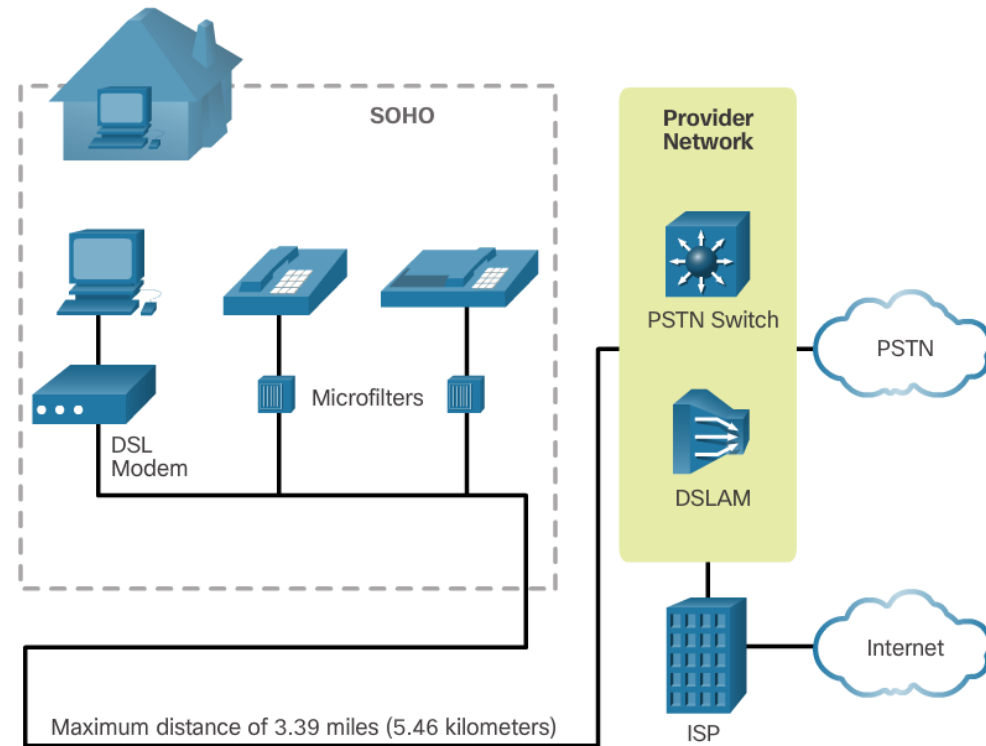 SOHO
Provider
Network
PSTN Switch
PSTN
Microfilters
DSL
Modem
DSLAM
Internet
Maximum distance of 3.39 miles (5.46 kilometers)
ISP